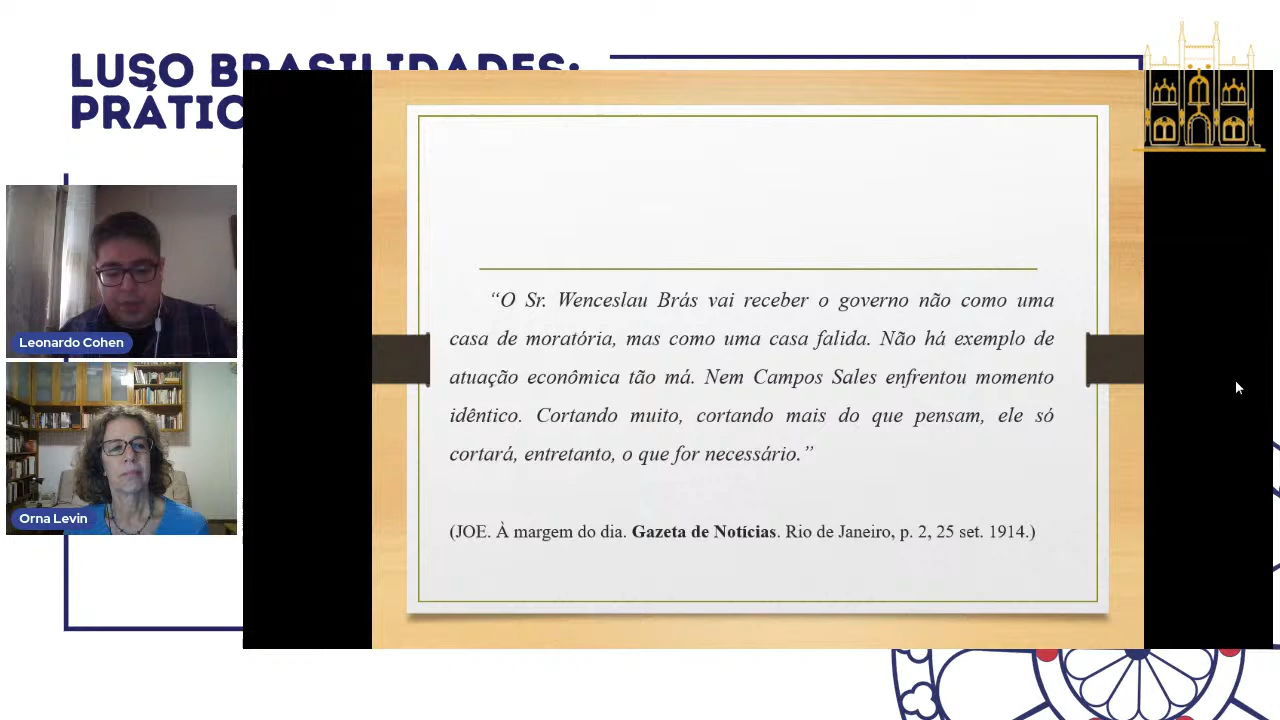 LUSO BRASILIDADES:
PRÁTIC
Leonardo Cohen
Orna Levin
“O Sr. Wenceslau Brás vai receber o governo não como uma
casa de moratória, mas como uma casa falida. Não há exemplo de
atuação econômica tão má. Nem Campos Sales enfrentou momento
idêntico. Cortando muito, cortando mais do que pensam, ele só
cortará, entretanto, o que for necessário.”
(JOE. À margem do dia. Gazeta de Notícias. Rio de Janeiro, p. 2, 25 set. 1914.)